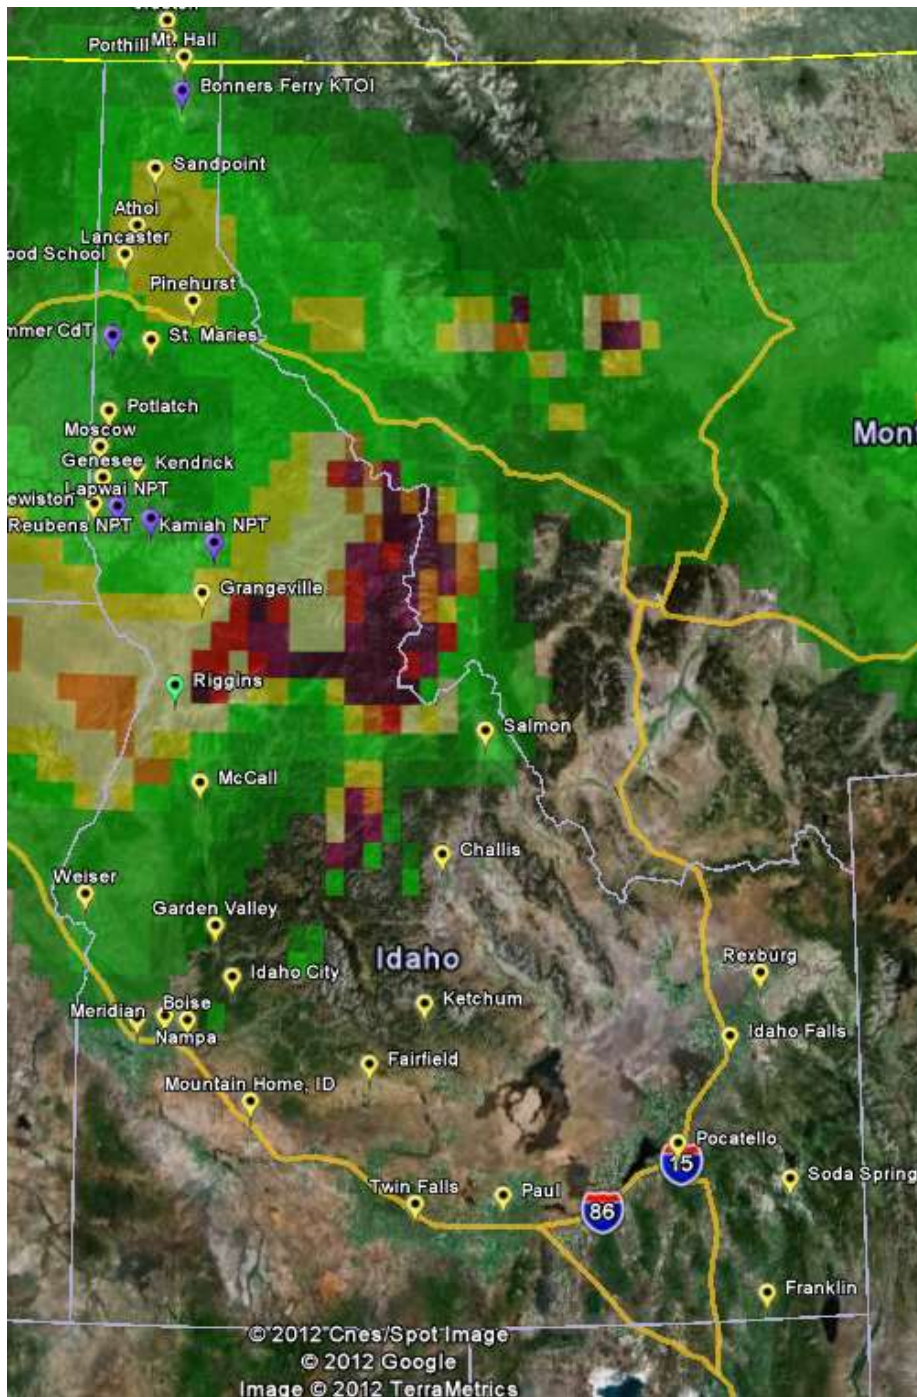 Porthill
Mt. Hall
Bonners Ferry KTOI
Sandpoint
Athol
Lancaster
ood School
Pinehurst
mmer CdT
St. Maries
Potlatch
Moscow
Genesee
Kendrick
Lapwai NPT
ewiston
Reubens NPT
Kamiah NPT
Grangeville
Riggins
Salmon
McCall
Challis
Weiser
Garden Valley
Idaho
Idaho City
Rexburg
Ketchum
Meridian
Boise
Nampa
Idaho Falls
Fairfield
Mountain Home, ID
Pocatello
15
Soda Spring
Twin Falls
Paul
86
Franklin
Mont
© 2012 Cnes/Spot Image
© 2012 Google
Image © 2012 TerraMetrics